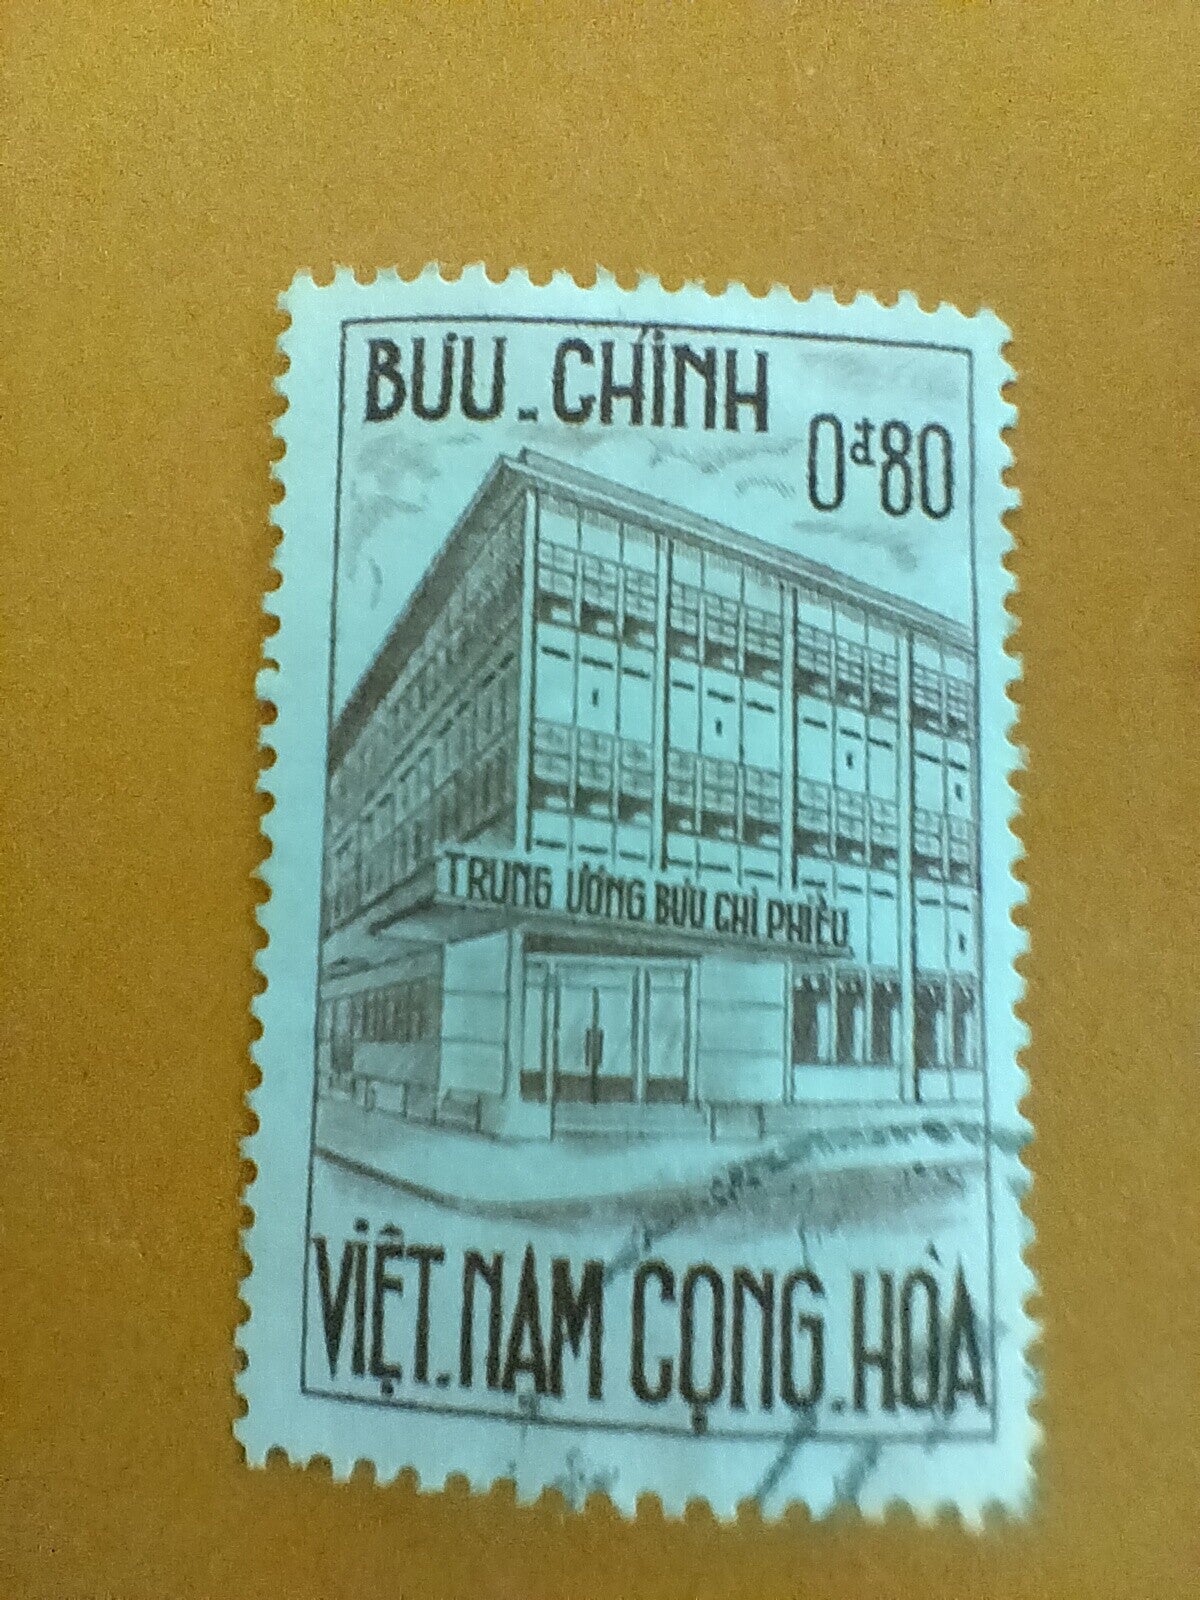 BƯU-CHÍNH
0đ80
TRUNG ƯƠNG BƯU CHI PHIẾU
VIỆT-NAM CỘNG-HÒA